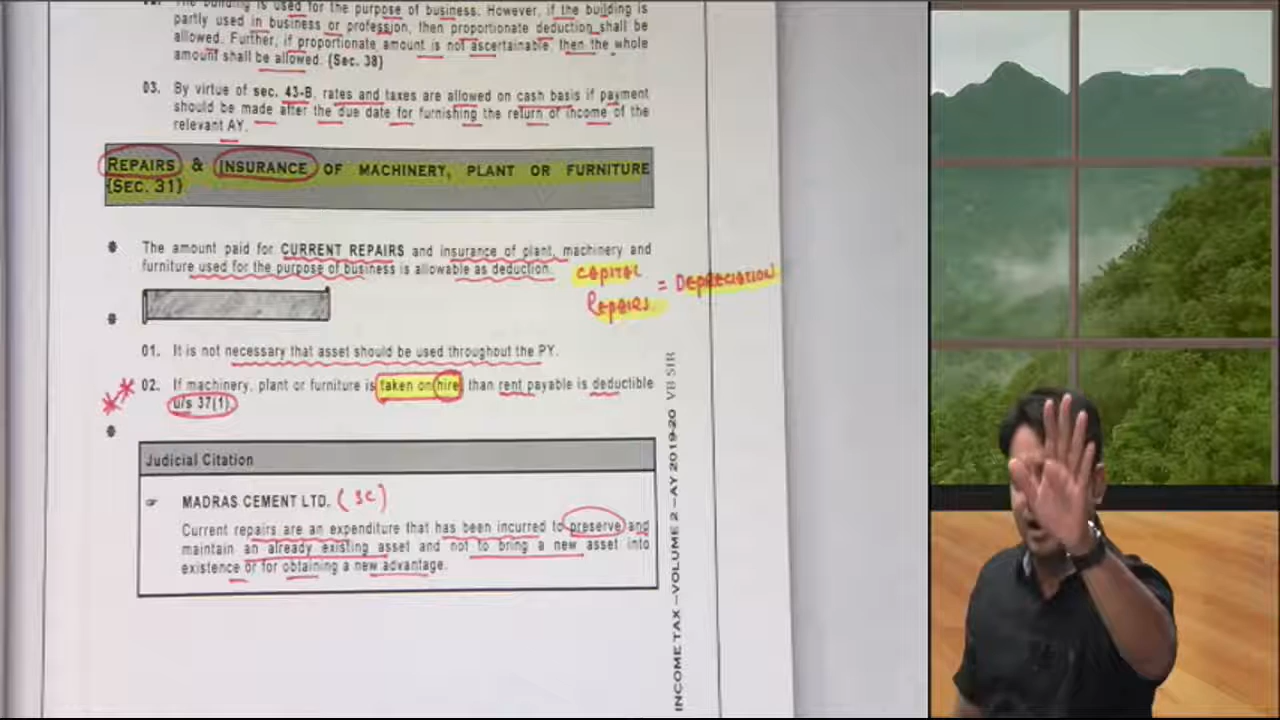 The building is used for the purpose of business. However, if the building is
partly used in business or profession, then proportionate deduction shall be
allowed. Further, if proportionate amount is not ascertainable, then the whole
amount shall be allowed. {Sec. 38}
03. By virtue of sec. 43-B, rates and taxes are allowed on cash basis if payment
should be made after the due date for furnishing the return of income of the
relevant AY.
REPAIRS & INSURANCE OF MACHINERY, PLANT OR FURNITURE
{SEC. 31}
The amount paid for CURRENT REPAIRS and insurance of plant, machinery and
furniture used for the purpose of business is allowable as deduction.
CAPITAL
REPAIRS = DEPRECIATION
01. It is not necessary that asset should be used throughout the PY.
02. If machinery, plant or furniture is taken on hire than rent payable is deductible
u/s 37(1)
Judicial Citation
MADRAS CEMENT LTD. (SC)
Current repairs are an expenditure that has been incurred to preserve and
maintain an already existing asset and not to bring a new asset into
existence or for obtaining a new advantage.
INCOME TAX –VOLUME 2 –AY 2019-20 VB SIR